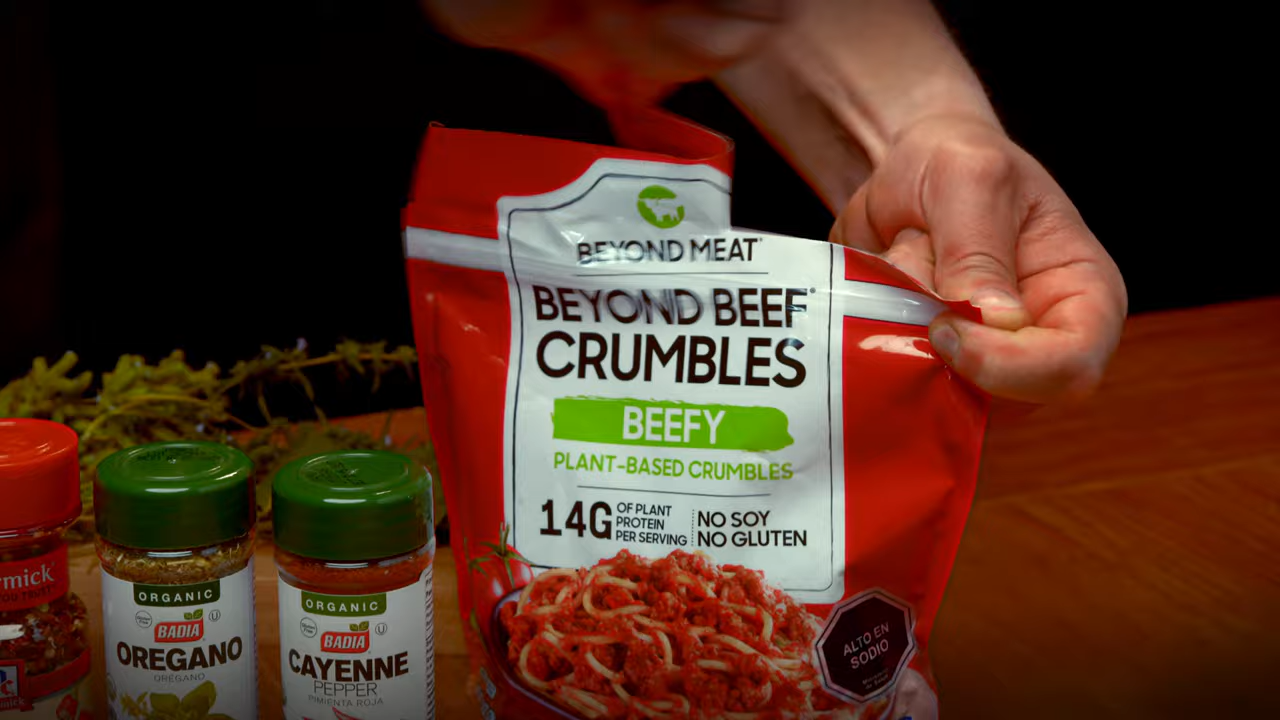 BEYOND MEAT®
BEYOND BEEF®
CRUMBLES
BEEFY
PLANT-BASED CRUMBLES
14G
OF PLANT
PROTEIN
PER SERVING
NO SOY
NO GLUTEN
ALTO EN
SODIO
ORGANIC
BADIA
OREGANO
ORÉGANO
ORGANIC
BADIA
CAYENNE
PEPPER
PIMIENTA ROJA